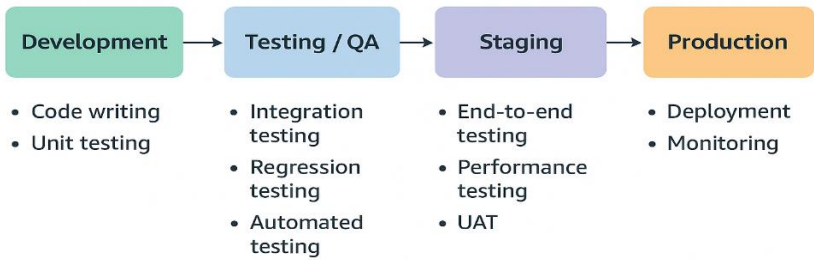 Development
Testing / QA
Staging
Production
• Code writing
• Unit testing
• Integration
testing
• Regression
testing
• Automated
testing
• End-to-end
testing
• Performance
testing
• UAT
• Deployment
• Monitoring